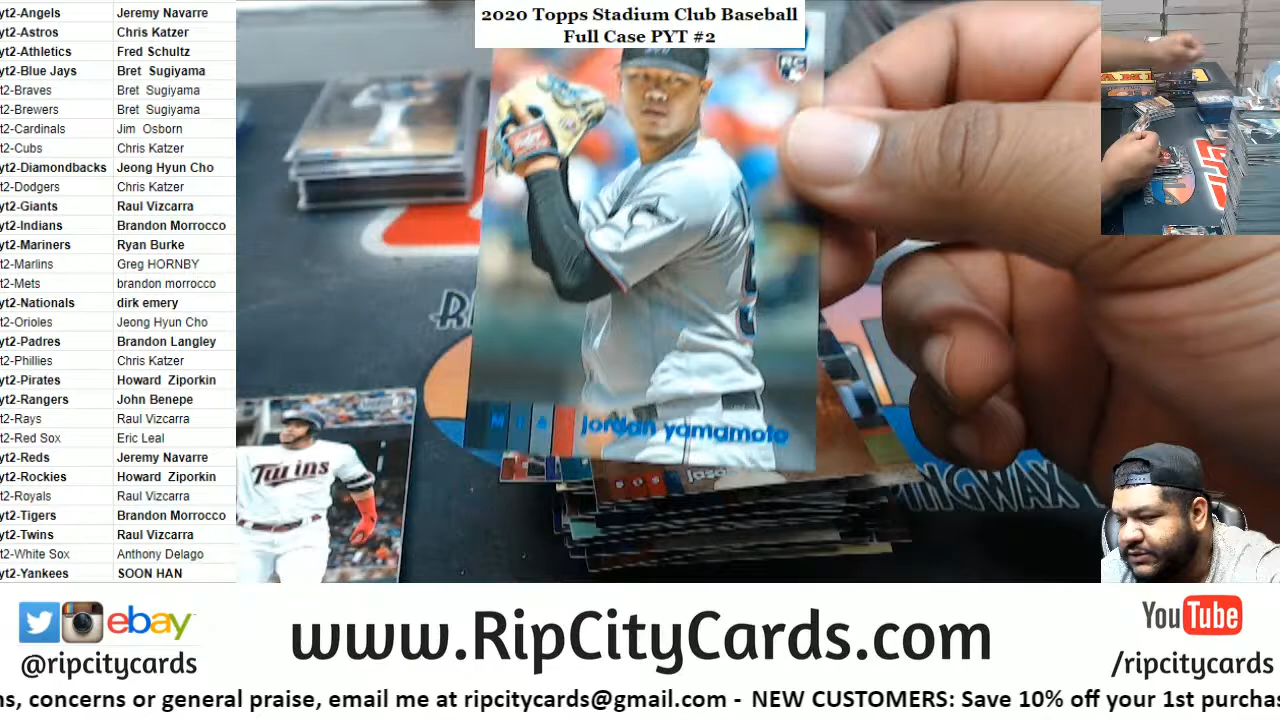 yt2-Angels Jeremy Navarre
t2-Astros Chris Katzer
yt2-Athletics Fred Schultz
yt2-Blue Jays Bret Sugiyama
t2-Braves Bret Sugiyama
t2-Brewers Bret Sugiyama
t2-Cardinals Jim Osborn
t2-Cubs Chris Katzer
yt2-Diamondbacks Jeong Hyun Cho
t2-Dodgers Chris Katzer
yt2-Giants Raul Vizcarra
yt2-Indians Brandon Morrocco
yt2-Mariners Ryan Burke
t2-Marlins Greg HORNBY
t2-Mets brandon morrocco
yt2-Nationals dirk emery
t2-Orioles Jeong Hyun Cho
yt2-Padres Brandon Langley
t2-Phillies Chris Katzer
yt2-Pirates Howard Ziporkin
yt2-Rangers John Benepe
t2-Rays Raul Vizcarra
t2-Red Sox Eric Leal
yt2-Reds Jeremy Navarre
yt2-Rockies Howard Ziporkin
t2-Royals Raul Vizcarra
yt2-Tigers Brandon Morrocco
yt2-Twins Raul Vizcarra
t2-White Sox Anthony Delago
yt2-Yankees SOON HAN
2020 Topps Stadium Club Baseball
Full Case PYT #2
RC
MIA jordan yamamoto
BOS jaso
Twins
PINGWAX
ebay
@ripcitycards
www.RipCityCards.com
YouTube
/ripcitycards
ns, concerns or general praise, email me at ripcitycards@gmail.com - NEW CUSTOMERS: Save 10% off your 1st purcha